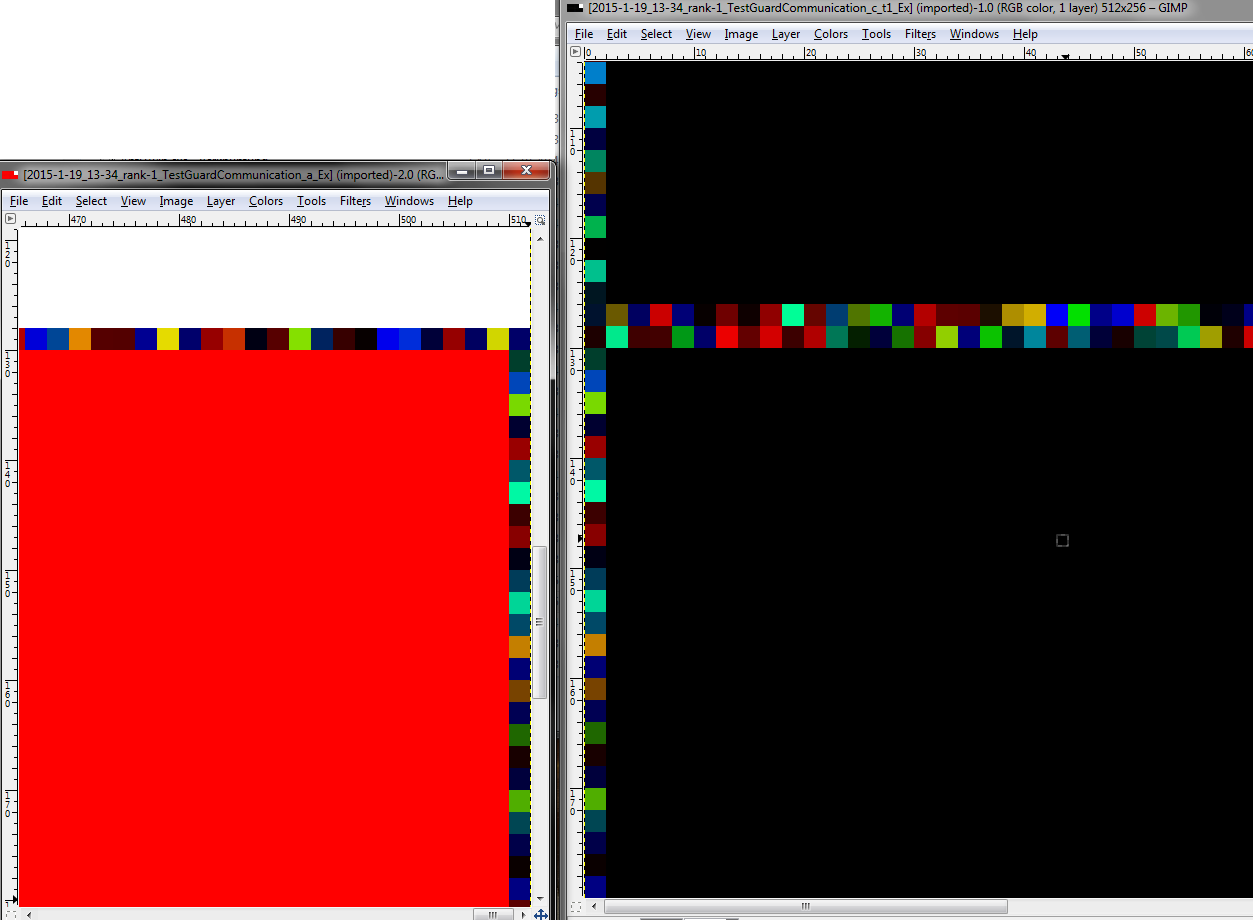 [2015-1-19_13-34_rank-1_TestGuardCommunication_c_t1_Ex] (imported)-1.0 (RGB color, 1 layer) 512x256 – GIMP
File Edit Select View Image Layer Colors Tools Filters Windows Help
0 10 20 30 40 50 60
110
120
130
140
150
160
170
[2015-1-19_13-34_rank-1_TestGuardCommunication_a_Ex] (imported)-2.0 (RG...
File Edit Select View Image Layer Colors Tools Filters Windows Help
470 480 490 500 510
120
130
140
150
160
170